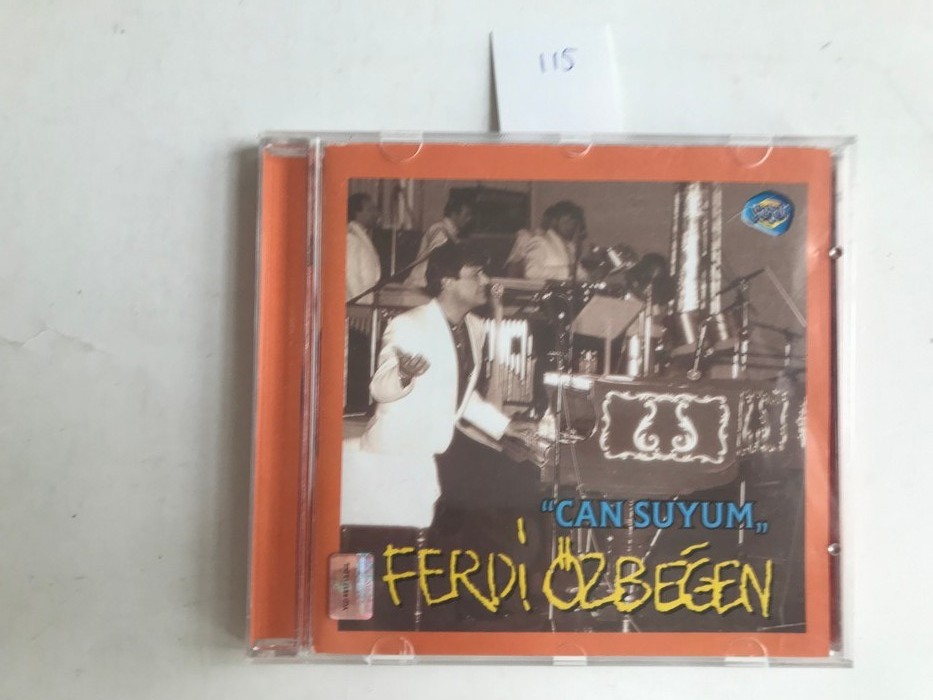 115
"CAN SUYUM„
FERDİ ÖZBEĞEN